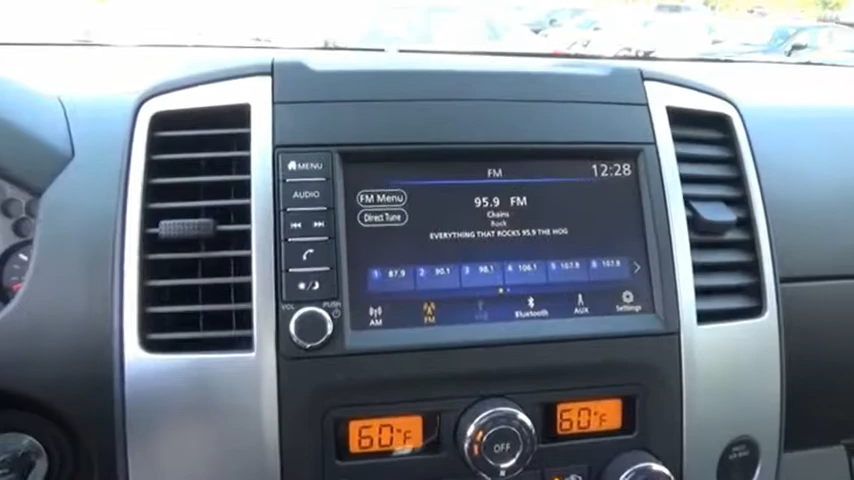 MENU
AUDIO
VOL
PUSH
FM
12:28
FM Menu
Direct Tune
95.9 FM
Chains
Rock
EVERYTHING THAT ROCKS 95.9 THE HOG
1 87.9 2 90.1 3 98.1 4 106.1 5 107.9 6 107.9
AM FM Bluetooth AUX Settings
60°F
OFF
60°F